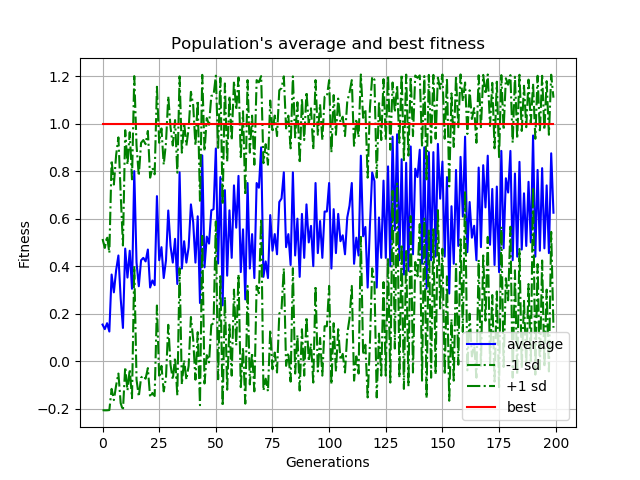 Population's average and best fitness
Fitness
1.2
1.0
0.8
0.6
0.4
0.2
0.0
−0.2
average
-1 sd
+1 sd
best
0 25 50 75 100 125 150 175 200
Generations